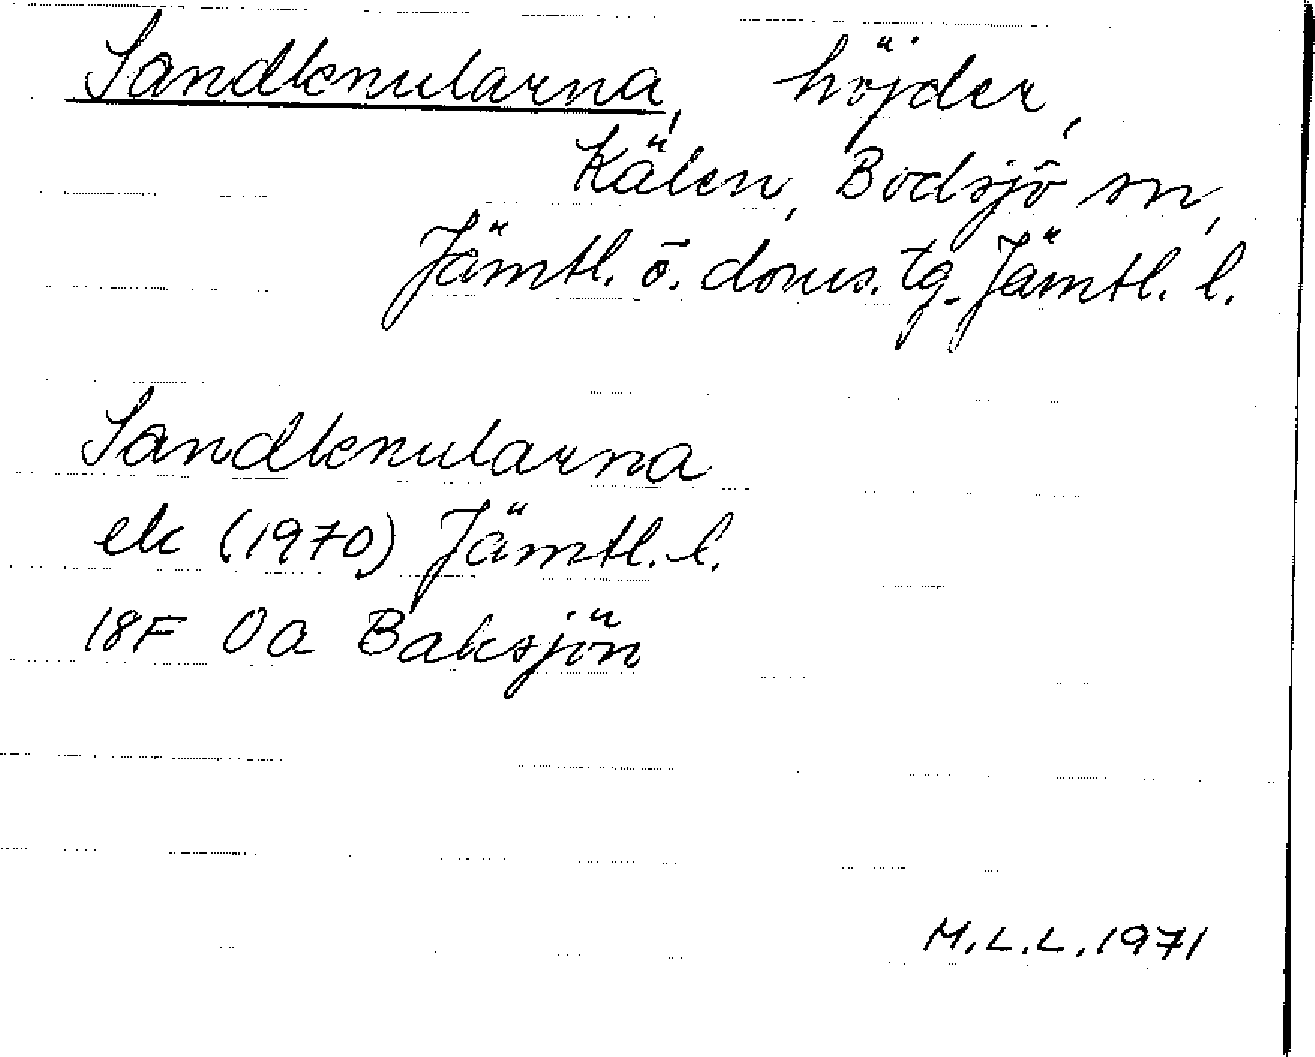 Sandknularna, höjder,
Kälen, Bodsjö sn,
Jämtl. ö. doms. tg. Jämtl. l.
Sandknularna
ek (1970) Jämtl. l.
18F 0a Baksjön
M.L.L. 1971